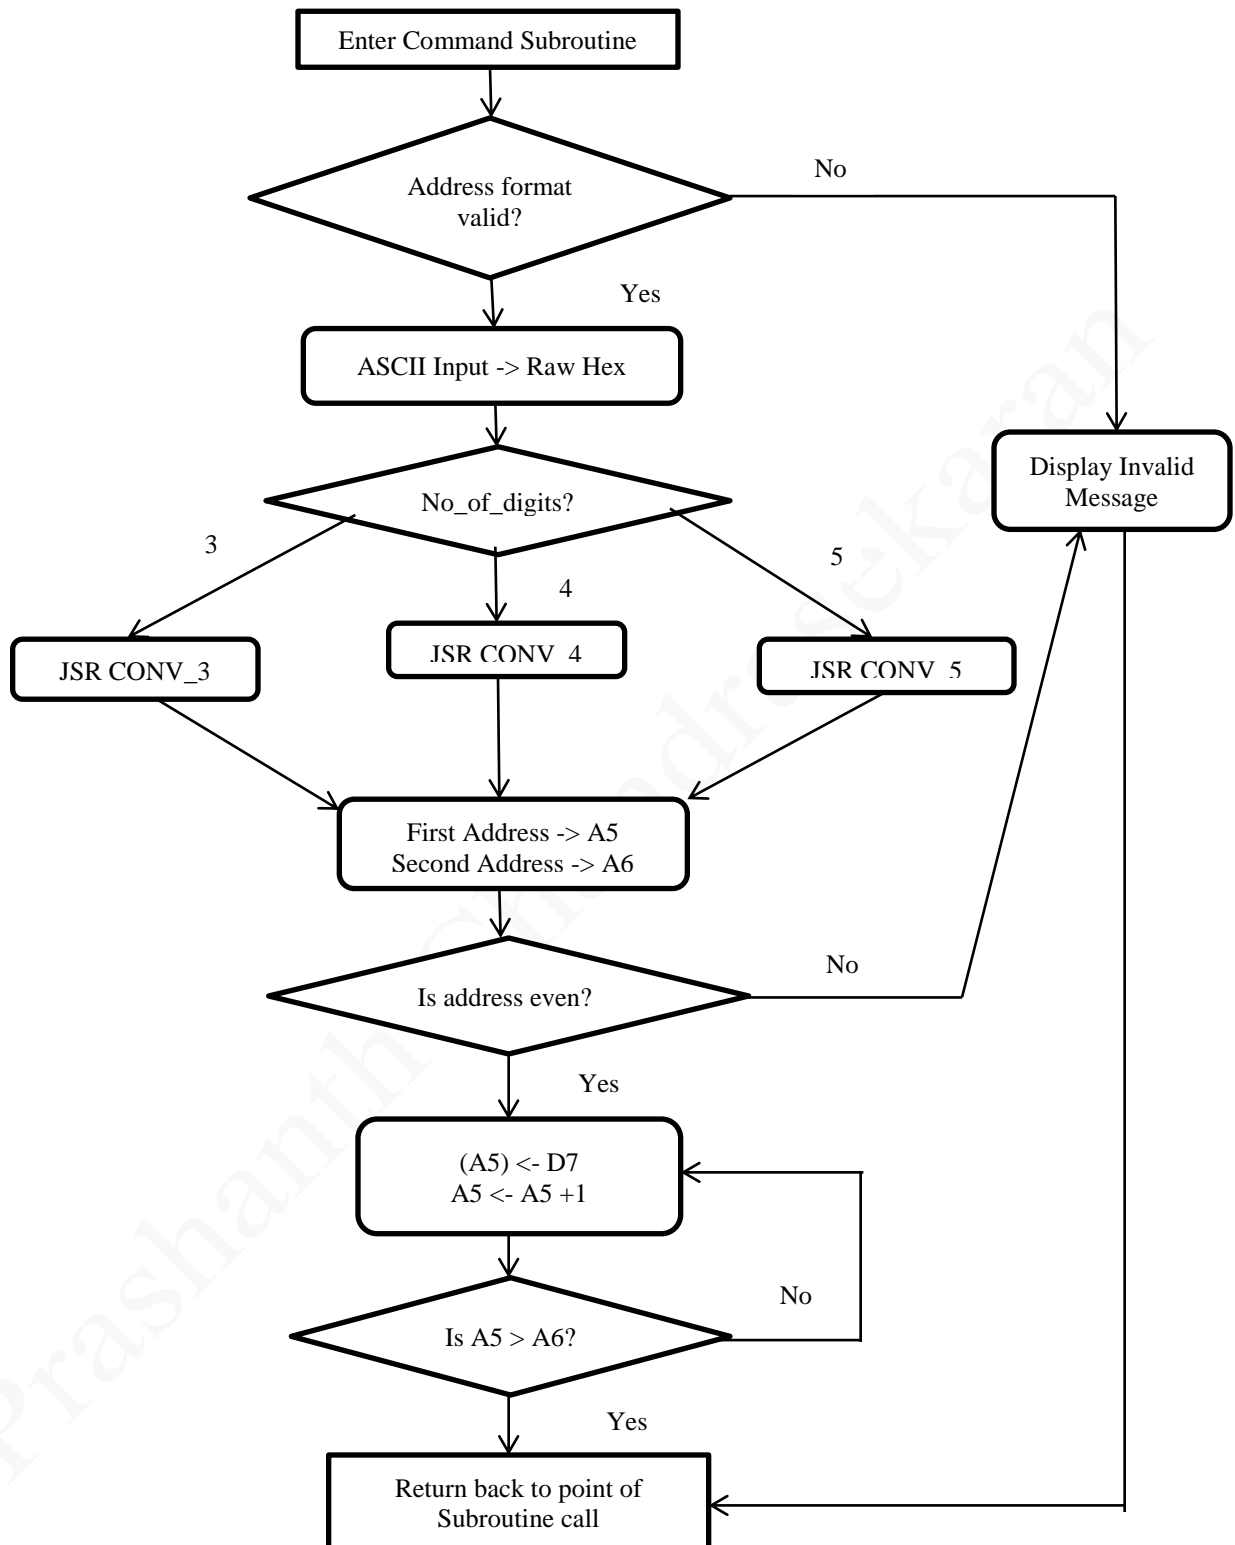 Enter Command Subroutine
Address format
valid?
No
Yes
ASCII Input -> Raw Hex
Display Invalid
Message
No_of_digits?
3
4
5
JSR CONV_3
JSR CONV_4
JSR CONV_5
First Address -> A5
Second Address -> A6
Is address even?
No
Yes
(A5) <- D7
A5 <- A5 +1
Is A5 > A6?
No
Yes
Return back to point of
Subroutine call
Prashanth Chandrasekaran